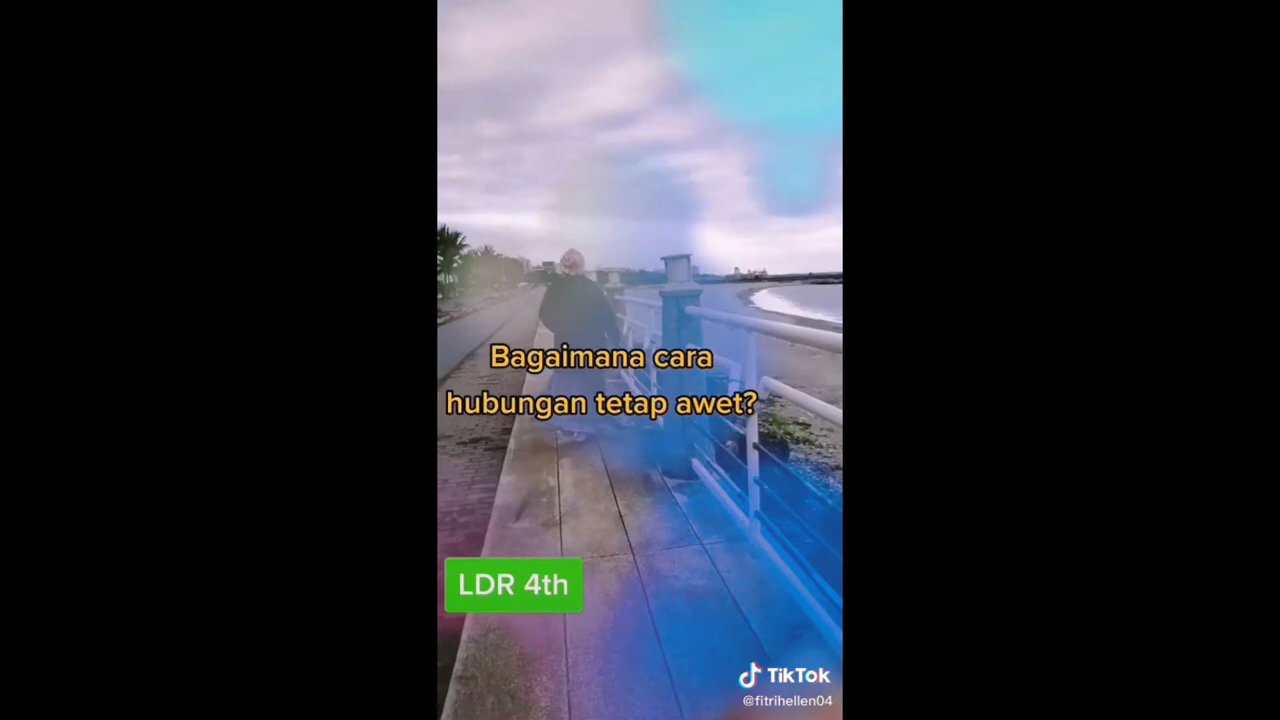 Bagaimana cara
hubungan tetap awet?
LDR 4th
TikTok
@fitrihellen04